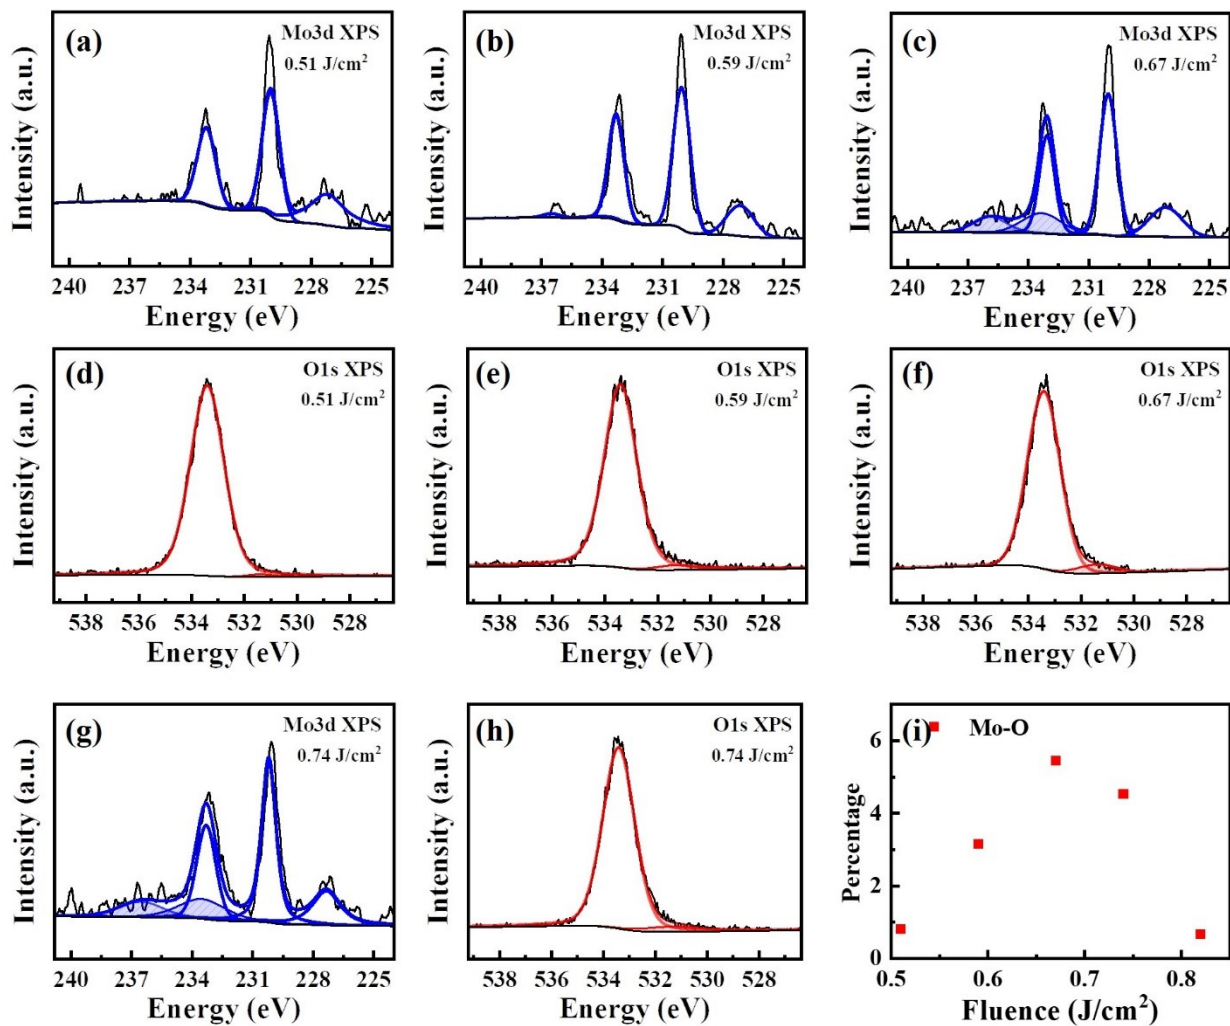 (a)
Mo3d XPS
0.51 J/cm²
Intensity (a.u.)
240 237 234 231 228 225
Energy (eV)
(b)
Mo3d XPS
0.59 J/cm²
Intensity (a.u.)
240 237 234 231 228 225
Energy (eV)
(c)
Mo3d XPS
0.67 J/cm²
Intensity (a.u.)
240 237 234 231 228 225
Energy (eV)
(d)
O1s XPS
0.51 J/cm²
Intensity (a.u.)
538 536 534 532 530 528
Energy (eV)
(e)
O1s XPS
0.59 J/cm²
Intensity (a.u.)
538 536 534 532 530 528
Energy (eV)
(f)
O1s XPS
0.67 J/cm²
Intensity (a.u.)
538 536 534 532 530 528
Energy (eV)
(g)
Mo3d XPS
0.74 J/cm²
Intensity (a.u.)
240 237 234 231 228 225
Energy (eV)
(h)
O1s XPS
0.74 J/cm²
Intensity (a.u.)
538 536 534 532 530 528
Energy (eV)
(i)
Mo-O
Percentage
6
4
2
0
0.5 0.6 0.7 0.8
Fluence (J/cm²)